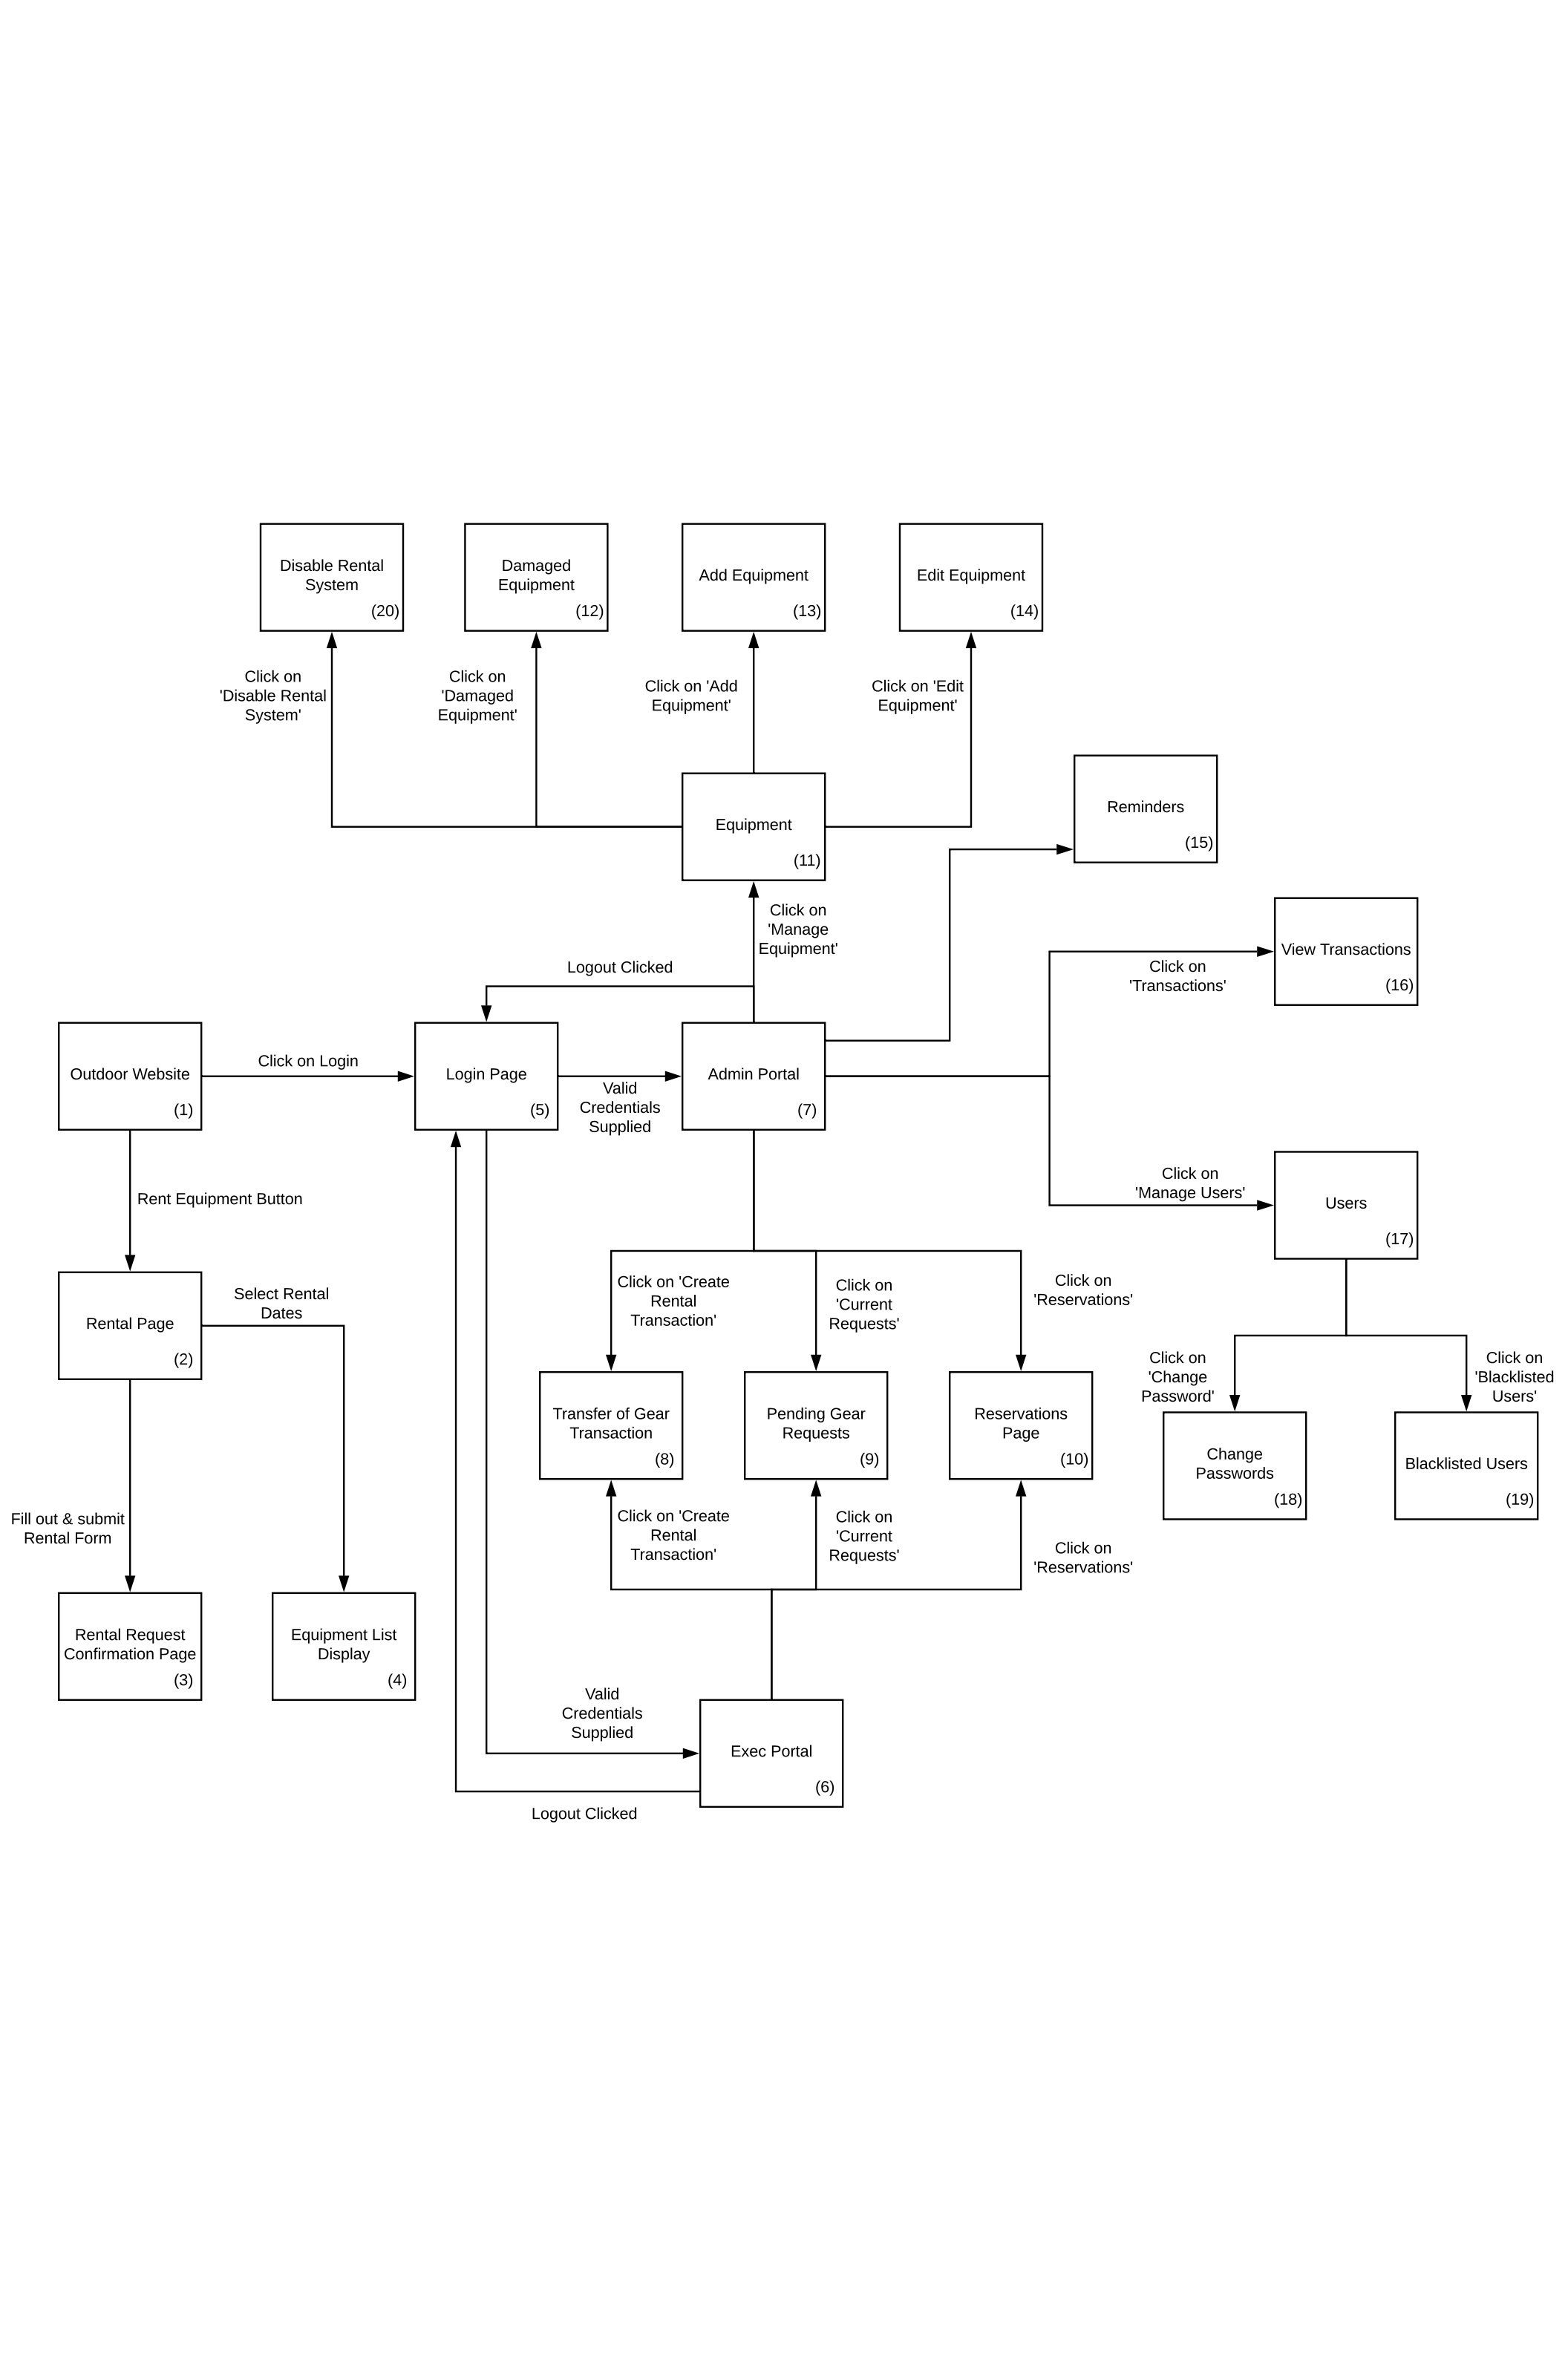 Disable Rental
System
(20)
Damaged
Equipment
(12)
Add Equipment
(13)
Edit Equipment
(14)
Click on
'Disable Rental
System'
Click on
'Damaged
Equipment'
Click on 'Add
Equipment'
Click on 'Edit
Equipment'
Reminders
(15)
Equipment
(11)
Click on
'Manage
Equipment'
View Transactions
(16)
Click on
'Transactions'
Logout Clicked
Outdoor Website
(1)
Click on Login
Login Page
(5)
Valid
Credentials
Supplied
Admin Portal
(7)
Click on
'Manage Users'
Users
(17)
Rent Equipment Button
Rental Page
(2)
Select Rental
Dates
Click on 'Create
Rental
Transaction'
Click on
'Current
Requests'
Click on
'Reservations'
Click on
'Change
Password'
Click on
'Blacklisted
Users'
Transfer of Gear
Transaction
(8)
Pending Gear
Requests
(9)
Reservations
Page
(10)
Change
Passwords
(18)
Blacklisted Users
(19)
Fill out & submit
Rental Form
Click on 'Create
Rental
Transaction'
Click on
'Current
Requests'
Click on
'Reservations'
Rental Request
Confirmation Page
(3)
Equipment List
Display
(4)
Valid
Credentials
Supplied
Exec Portal
(6)
Logout Clicked